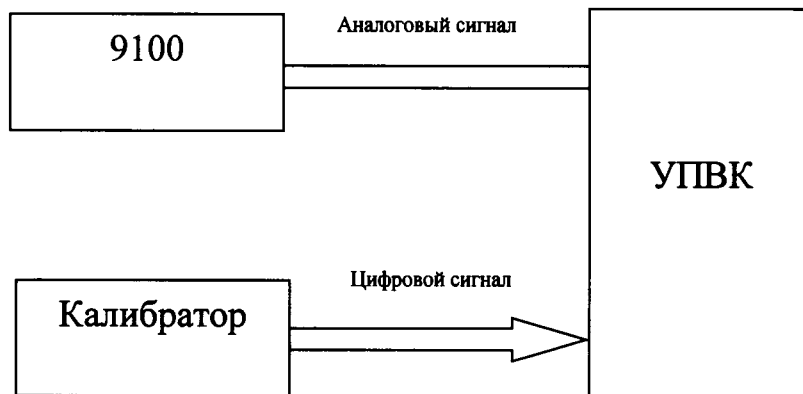 Аналоговый сигнал
9100
УПВК
Цифровой сигнал
Калибратор